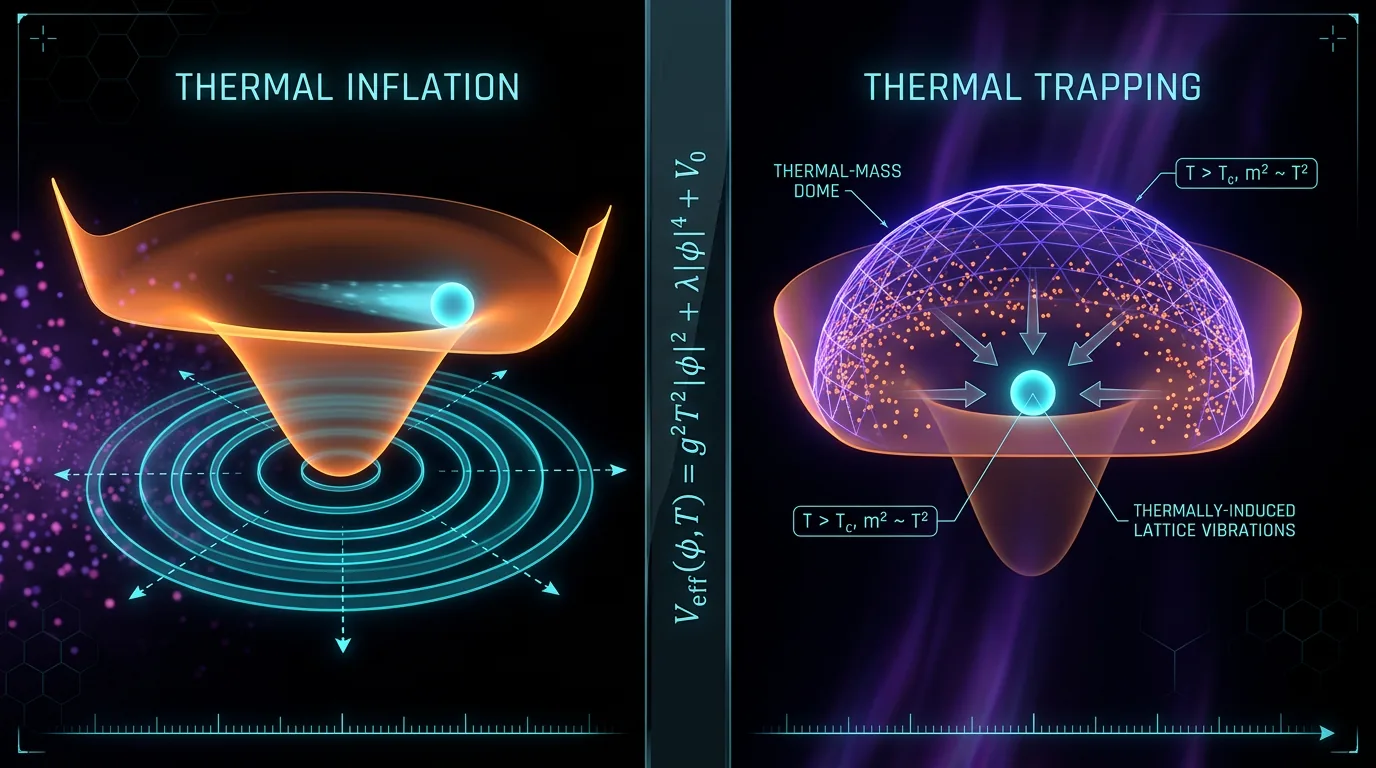 THERMAL INFLATION
V_eff(ϕ, T) = g²T²|ϕ|² + λ|ϕ|⁴ + V₀
THERMAL TRAPPING
THERMAL-MASS
DOME
T > T_c, m² ~ T²
T > T_c, m² ~ T²
THERMALLY-INDUCED
LATTICE VIBRATIONS